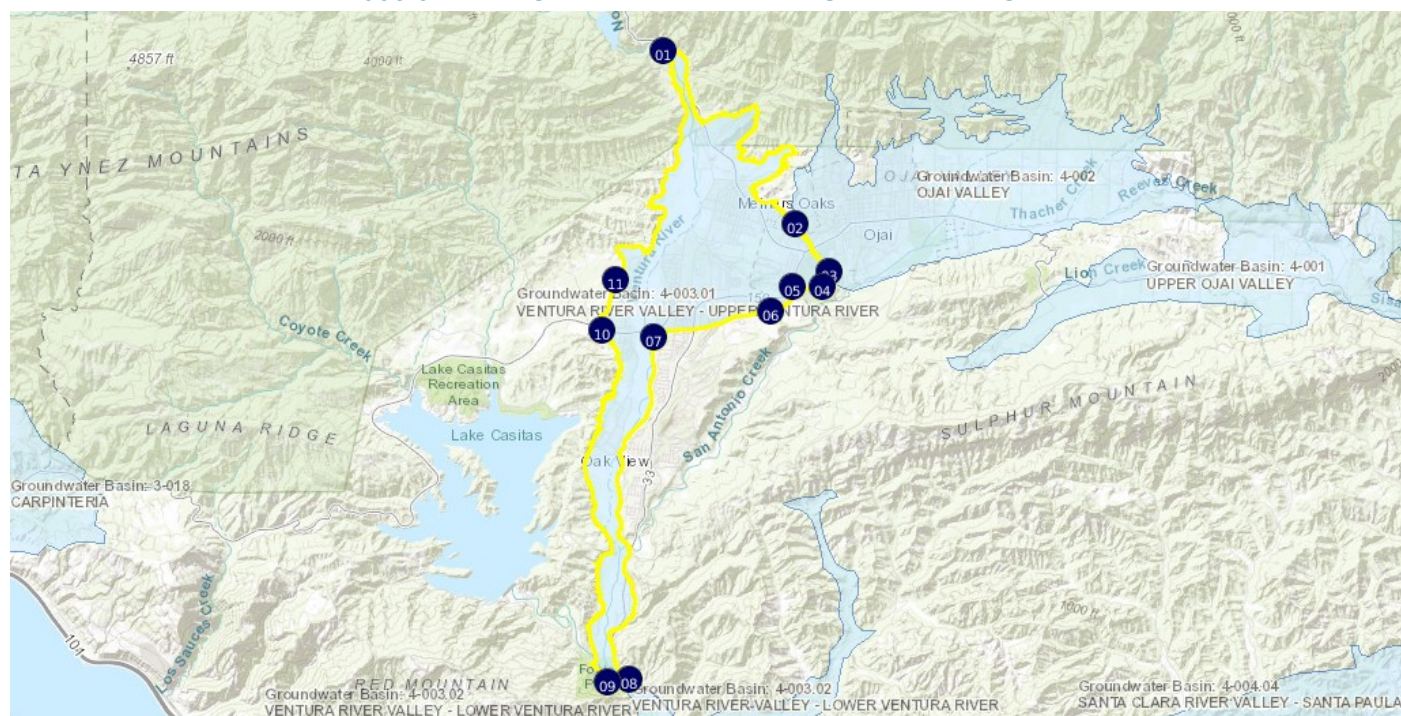 01
4857 ft
4000 ft
000 ft
YNEZ MOUNTAINS
2000 ft
Groundwater Basin: 4-002
OJAI VALLEY
Reeves Creek
Thacher Creek
Oaks
02
Ojai
Ventura River
03
04
05
Lion Creek
Groundwater Basin: 4-001
UPPER OJAI VALLEY
11
Groundwater Basin: 4-003.01
VENTURA RIVER VALLEY - UPPER VENTURA RIVER
150
06
10
07
Coyote Creek
Lake Casitas
Recreation
Area
San Antonio Creek
SULPHUR MOUNTAIN
2000
LAGUNA RIDGE
Lake Casitas
Oak View
33
Groundwater Basin: 3-018
CARPINTERIA
Los Sauces Creek
1000 ft
101
RED MOUNTAIN
09
08
Groundwater Basin: 4-003.02
VENTURA RIVER VALLEY - LOWER VENTURA RIVER
Groundwater Basin: 4-003.02
VENTURA RIVER VALLEY - LOWER VENTURA RIVER
Groundwater Basin: 4-004.04
SANTA CLARA RIVER VALLEY - SANTA PAULA